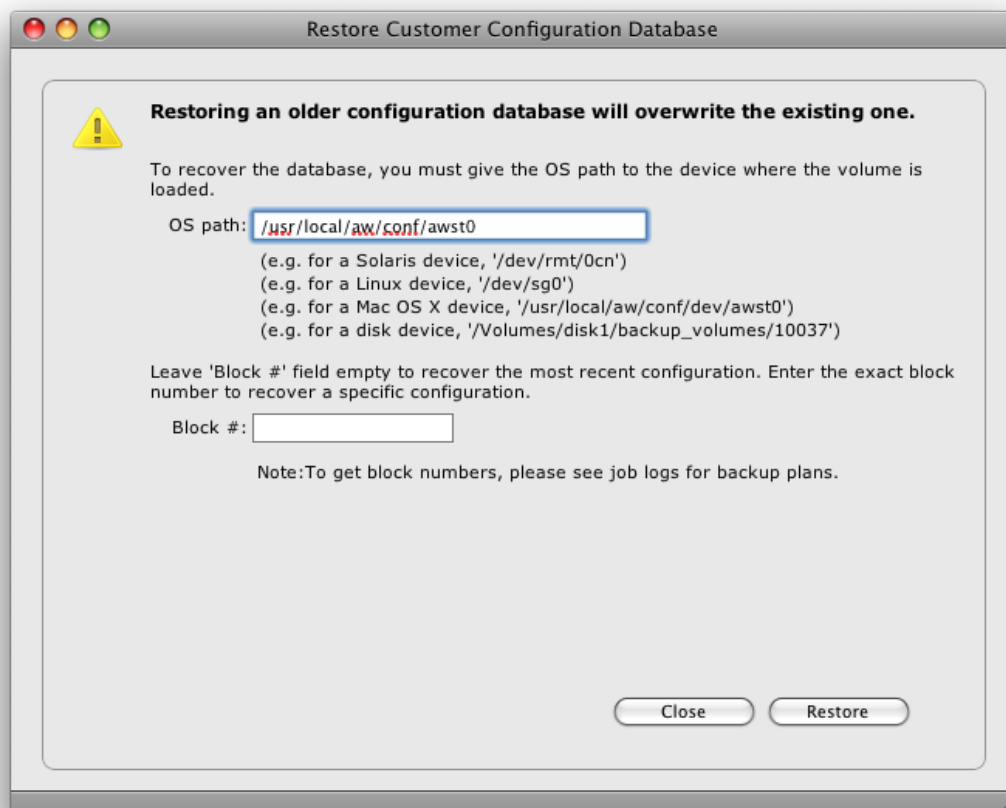 Restore Customer Configuration Database
Restoring an older configuration database will overwrite the existing one.
To recover the database, you must give the OS path to the device where the volume is
loaded.
OS path: /usr/local/aw/conf/awst0
(e.g. for a Solaris device, '/dev/rmt/0cn')
(e.g. for a Linux device, '/dev/sg0')
(e.g. for a Mac OS X device, '/usr/local/aw/conf/dev/awst0')
(e.g. for a disk device, '/Volumes/disk1/backup_volumes/10037')
Leave 'Block #' field empty to recover the most recent configuration. Enter the exact block
number to recover a specific configuration.
Block #:
Note:To get block numbers, please see job logs for backup plans.
Close Restore